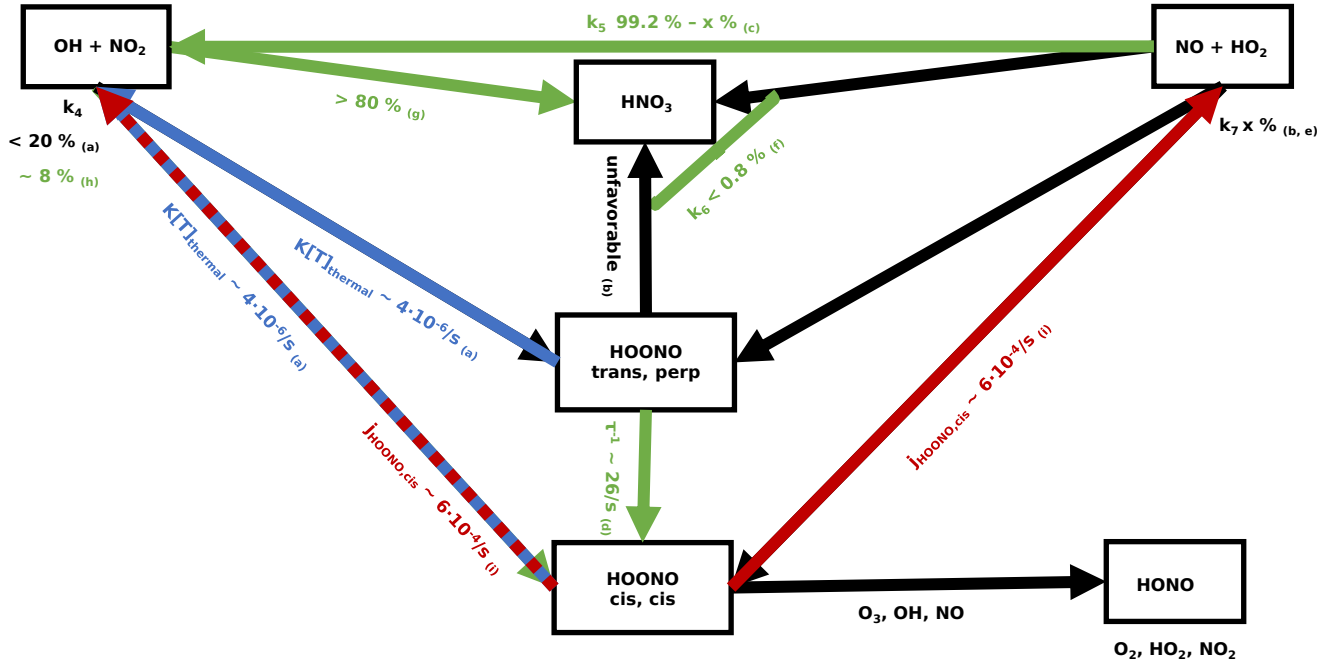 k₅ 99.2 % – x % (c)
OH + NO₂
NO + HO₂
HNO₃
> 80 % (g)
k₄
< 20 % (a)
~ 8 % (h)
k₇ x % (b, e)
k₆ < 0.8 % (f)
unfavorable (b)
K[T]thermal ~ 4·10⁻⁶/s (a)
K[T]thermal ~ 4·10⁻⁶/s (a)
HOONO
trans, perp
jHOONO,cis ~ 6·10⁻⁴/s (i)
jHOONO,cis ~ 6·10⁻⁴/s (i)
τ⁻¹ ~ 26/s (d)
HOONO
cis, cis
HONO
O₃, OH, NO
O₂, HO₂, NO₂